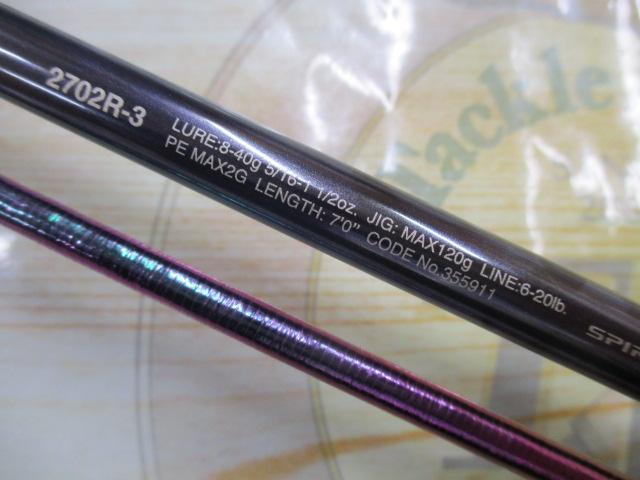 2702R-3
LURE:8-40g 5/16-1 1/2oz. JIG: MAX120g LINE:6-20lb.
PE MAX2G LENGTH: 7'0" CODE No.355911
Tackle